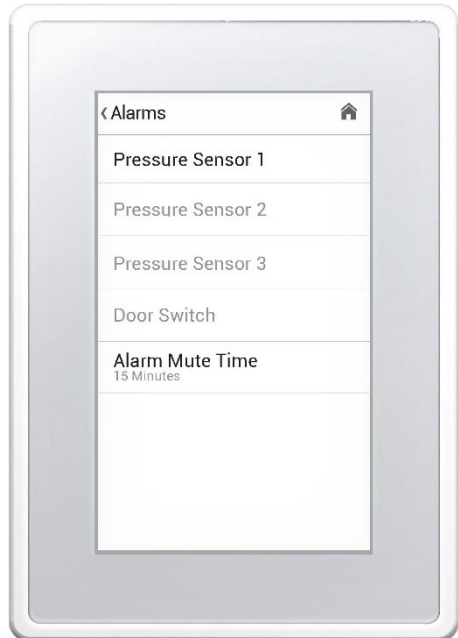 ‹ Alarms
Pressure Sensor 1
Pressure Sensor 2
Pressure Sensor 3
Door Switch
Alarm Mute Time
15 Minutes